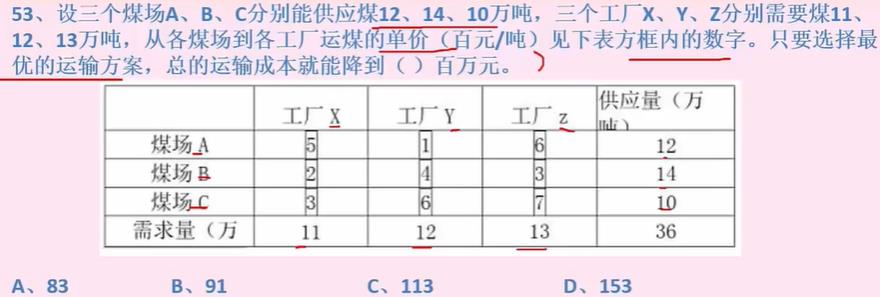 53、设三个煤场A、B、C分别能供应煤12、14、10万吨，三个工厂X、Y、Z分别需要煤11、
12、13万吨，从各煤场到各工厂运煤的单价（百元/吨）见下表方框内的数字。只要选择最
优的运输方案，总的运输成本就能降到（ ）百万元。
工厂 X 工厂 Y 工厂 z 供应量（万
吨）
煤场 A 5 1 6 12
煤场 B 2 4 3 14
煤场 C 3 6 7 10
需求量（万 11 12 13 36
A、83 B、91 C、113 D、153